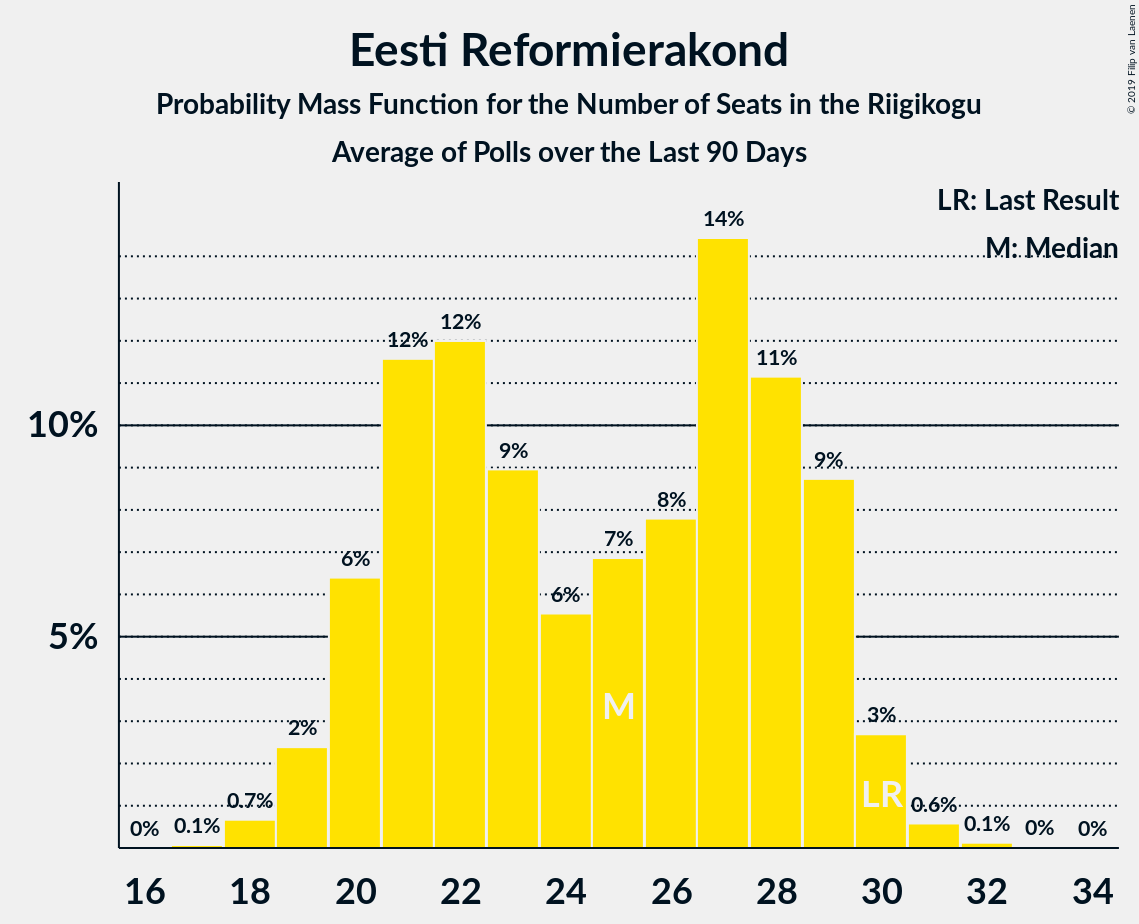 Eesti Reformierakond
Probability Mass Function for the Number of Seats in the Riigikogu
Average of Polls over the Last 90 Days
© 2019 Filip van Laenen
LR: Last Result
M: Median
10%
5%
0%
0.1%
0.7%
2%
6%
12%
12%
9%
6%
7%
8%
14%
11%
9%
3%
0.6%
0.1%
0%
0%
M
LR
16 18 20 22 24 26 28 30 32 34